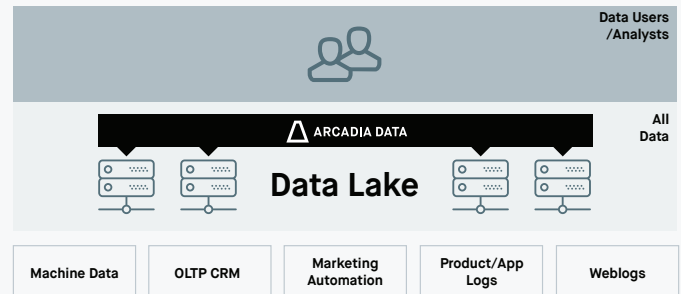 Data Users
/Analysts
ARCADIA DATA
All
Data
Data Lake
Machine Data
OLTP CRM
Marketing
Automation
Product/App
Logs
Weblogs